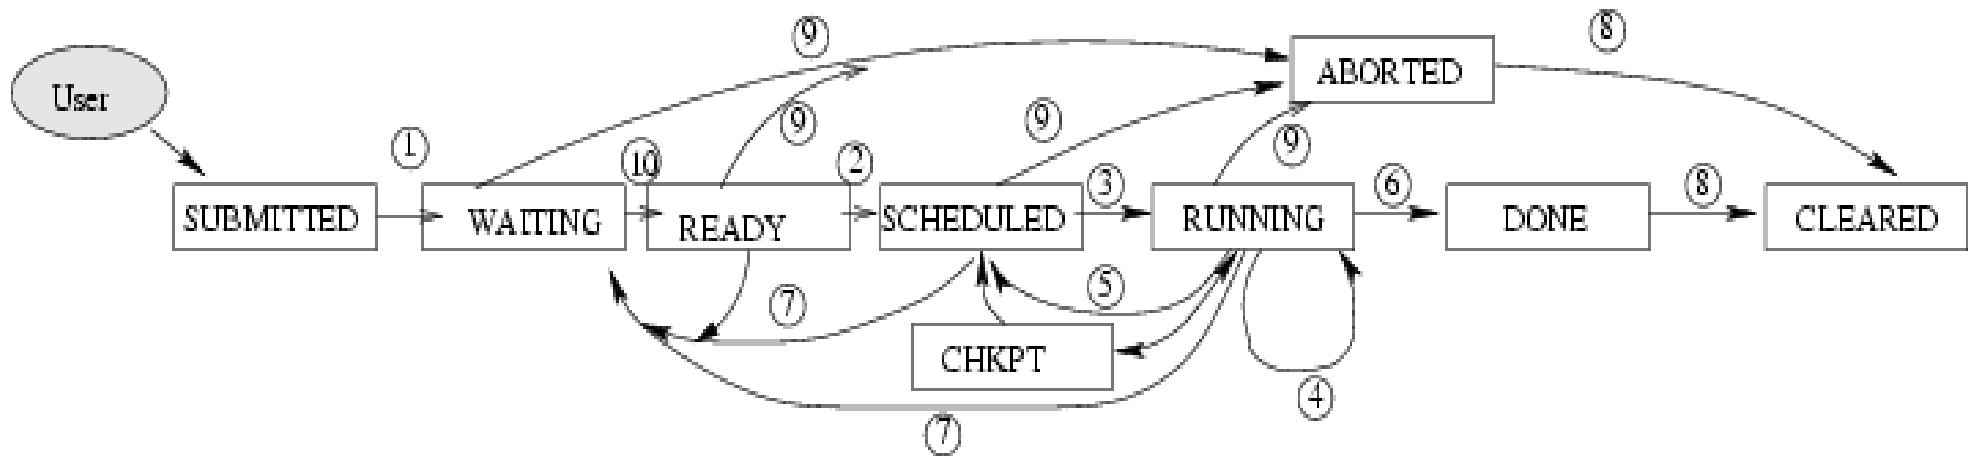 9
8
User
ABORTED
9
9
9
1
10
2
3
6
8
SUBMITTED
WAITING
READY
SCHEDULED
RUNNING
DONE
CLEARED
7
5
CHKPT
4
7